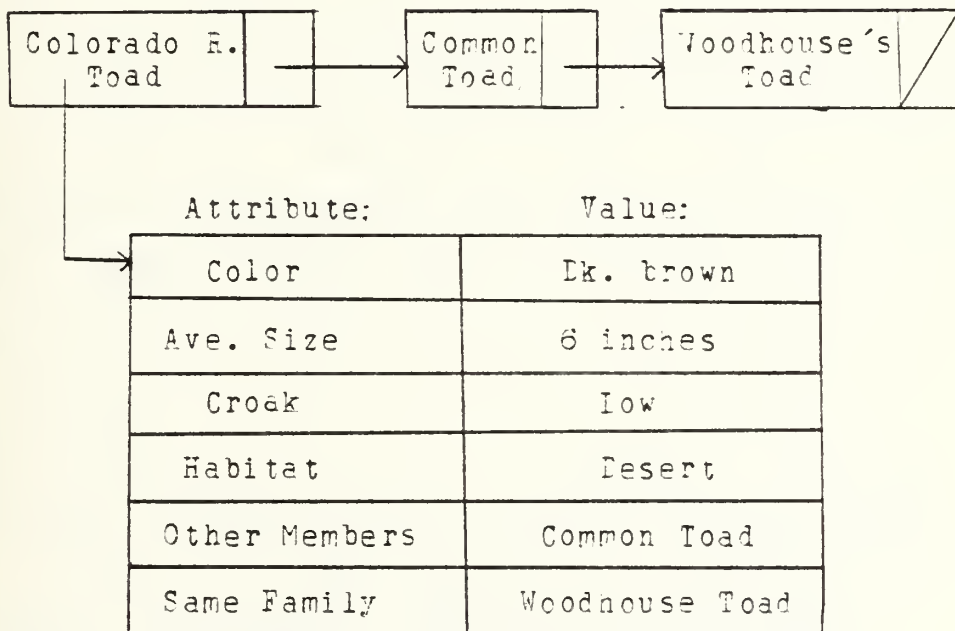 Colorado R.
Toad
Common
Toad
Woodhouse's
Toad
Attribute: Value:
Color Dk. brown
Ave. Size 6 inches
Croak Low
Habitat Desert
Other Members Common Toad
Same Family Woodhouse Toad